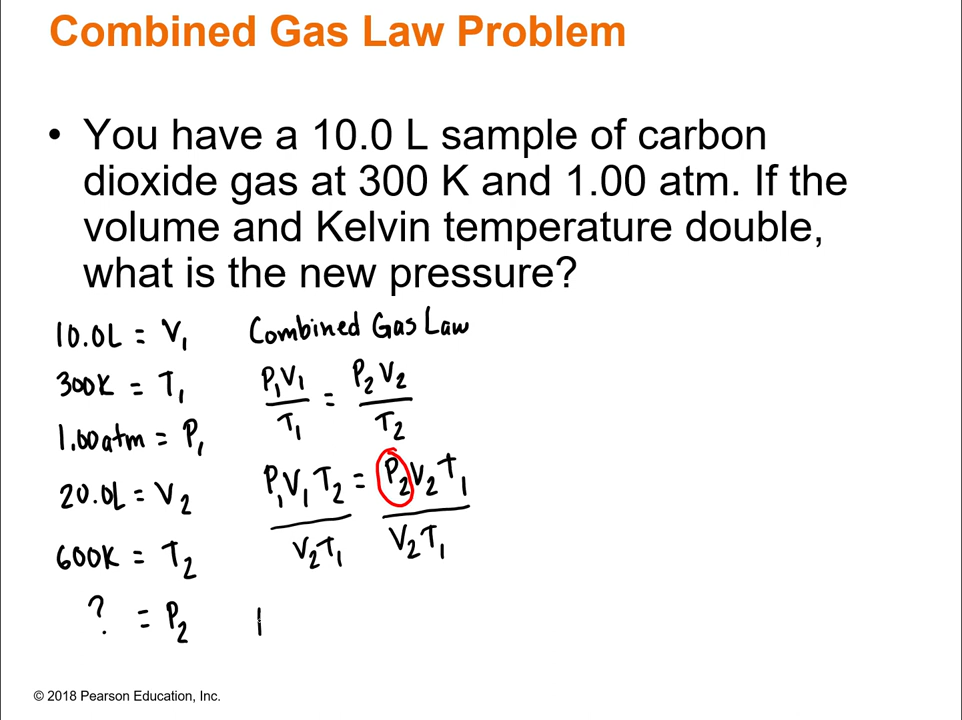 Combined Gas Law Problem
• You have a 10.0 L sample of carbon
dioxide gas at 300 K and 1.00 atm. If the
volume and Kelvin temperature double,
what is the new pressure?
10.0L = V₁
300K = T₁
1.00atm = P₁
20.0L = V₂
600K = T₂
? = P₂
Combined Gas Law
P₁V₁/T₁ = P₂V₂/T₂
P₁V₁T₂/V₂T₁ = P₂V₂T₁/V₂T₁
© 2018 Pearson Education, Inc.